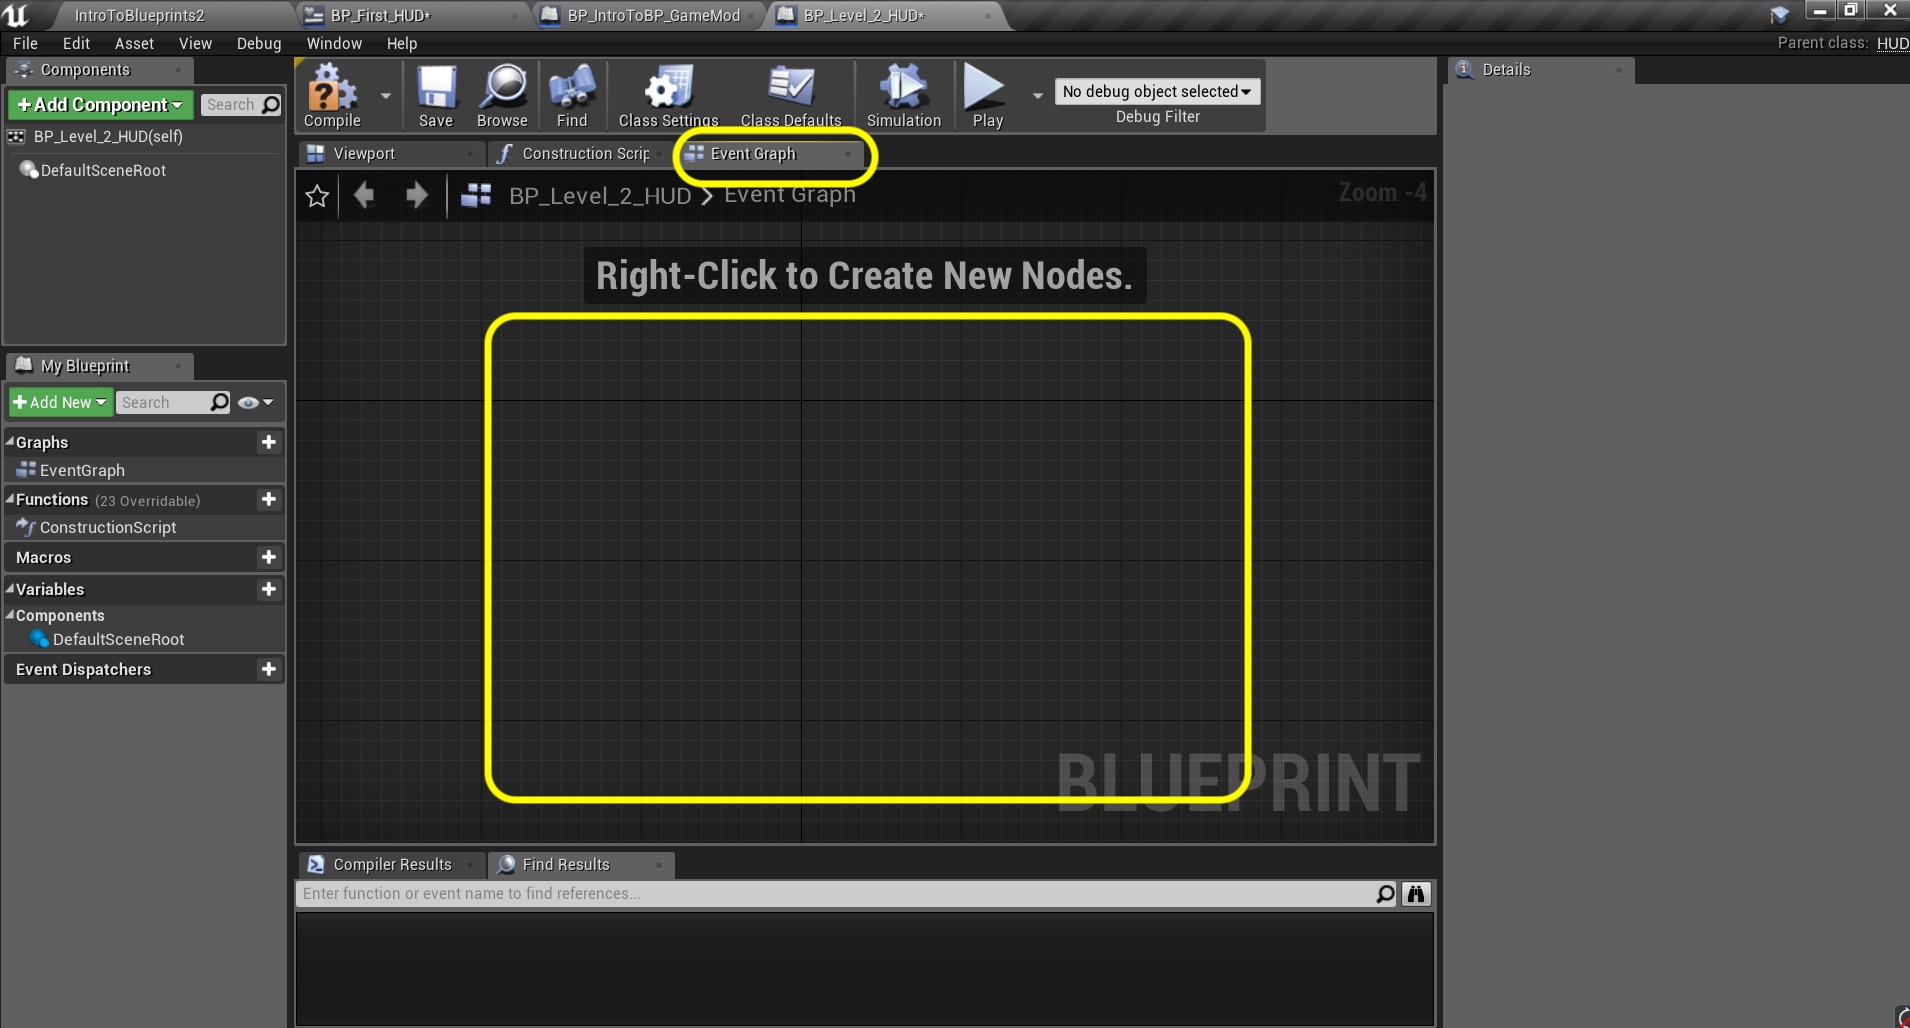 IntroToBlueprints2
BP_First_HUD*
BP_IntroToBP_GameMod
BP_Level_2_HUD*
File Edit Asset View Debug Window Help
Parent class: HUD
Components
+Add Component
Search
BP_Level_2_HUD(self)
DefaultSceneRoot
My Blueprint
+Add New
Search
Graphs
EventGraph
Functions (23 Overridable)
ConstructionScript
Macros
Variables
Components
DefaultSceneRoot
Event Dispatchers
Compile
Save
Browse
Find
Class Settings
Class Defaults
Simulation
Play
No debug object selected
Debug Filter
Viewport
Construction Scrip
Event Graph
BP_Level_2_HUD > Event Graph
Zoom -4
Right-Click to Create New Nodes.
BLUEPRINT
Compiler Results
Find Results
Enter function or event name to find references...
Details